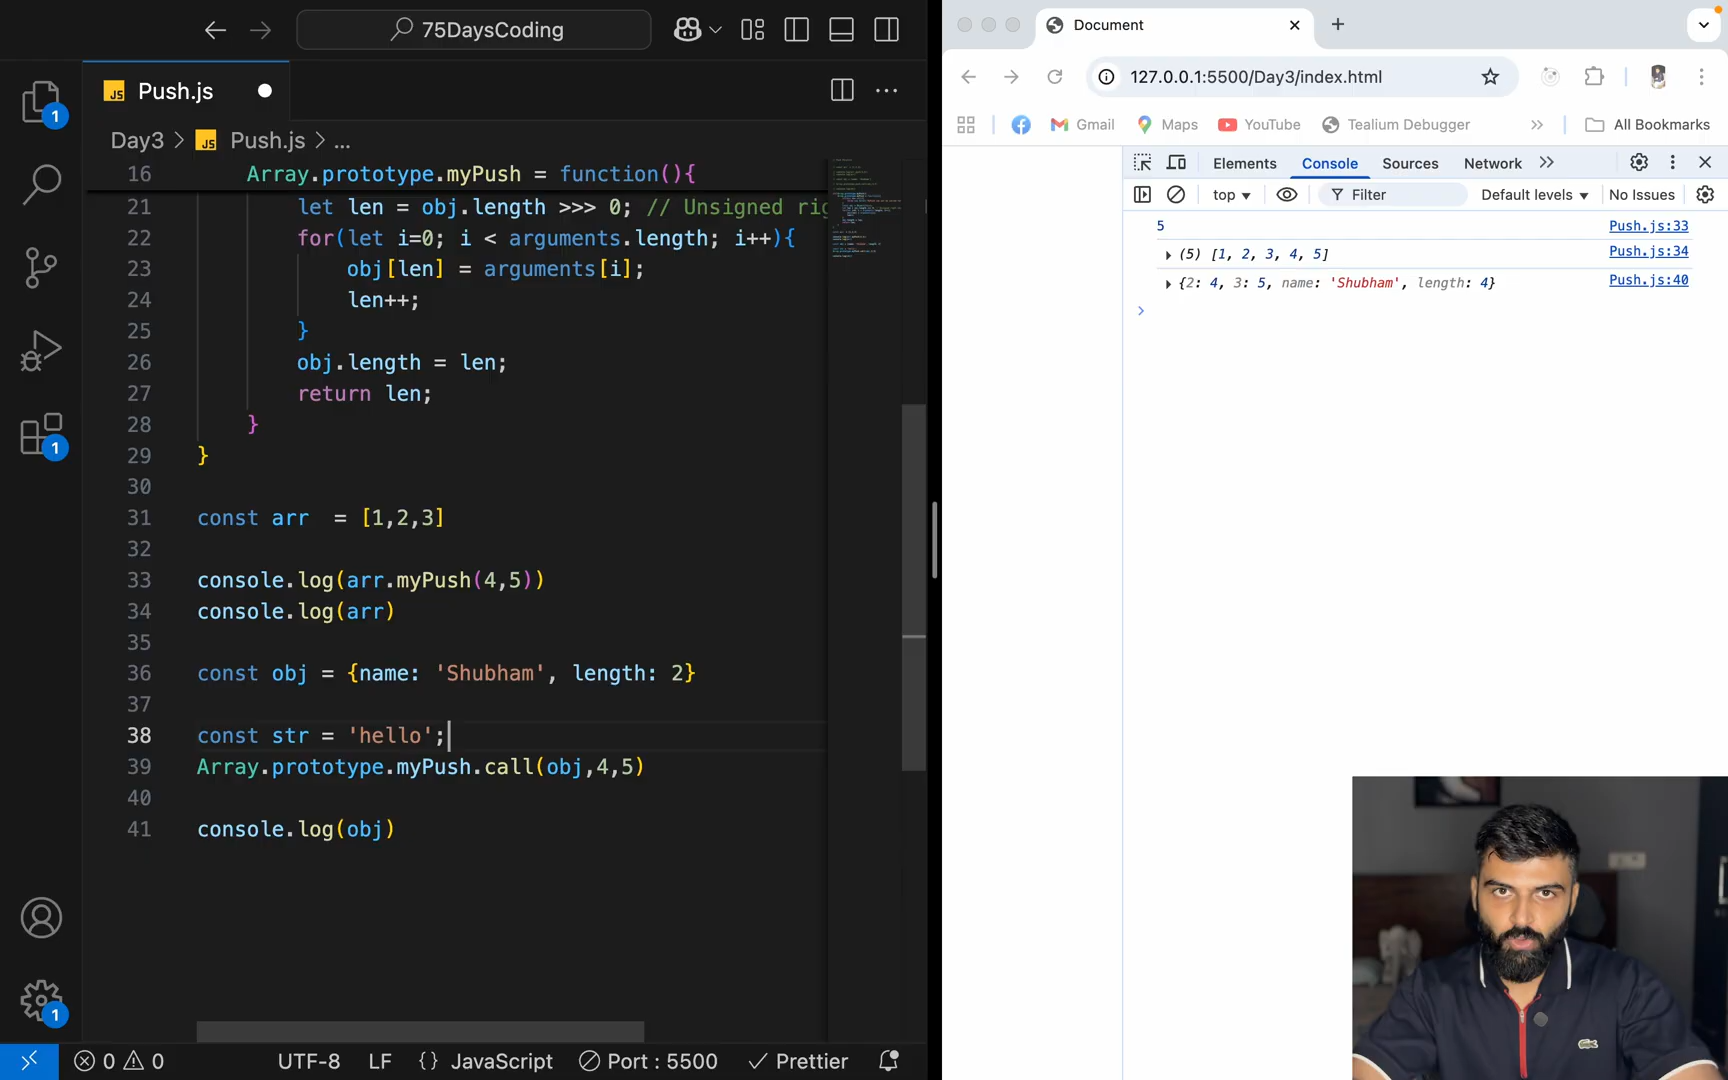 75DaysCoding
JS Push.js
Day3 > JS Push.js > ...
16 Array.prototype.myPush = function(){
21 let len = obj.length >>> 0; // Unsigned rig
22 for(let i=0; i < arguments.length; i++){
23 obj[len] = arguments[i];
24 len++;
25 }
26 obj.length = len;
27 return len;
28 }
29 }
30
31 const arr = [1,2,3]
32
33 console.log(arr.myPush(4,5))
34 console.log(arr)
35
36 const obj = {name: 'Shubham', length: 2}
37
38 const str = 'hello';
39 Array.prototype.myPush.call(obj,4,5)
40
41 console.log(obj)
1
1
1
0 0 UTF-8 LF {} JavaScript Port : 5500 Prettier
Document
127.0.0.1:5500/Day3/index.html
Gmail Maps YouTube Tealium Debugger >> All Bookmarks
Elements Console Sources Network >>
top Filter Default levels No Issues
5 Push.js:33
(5) [1, 2, 3, 4, 5] Push.js:34
{2: 4, 3: 5, name: 'Shubham', length: 4} Push.js:40
>